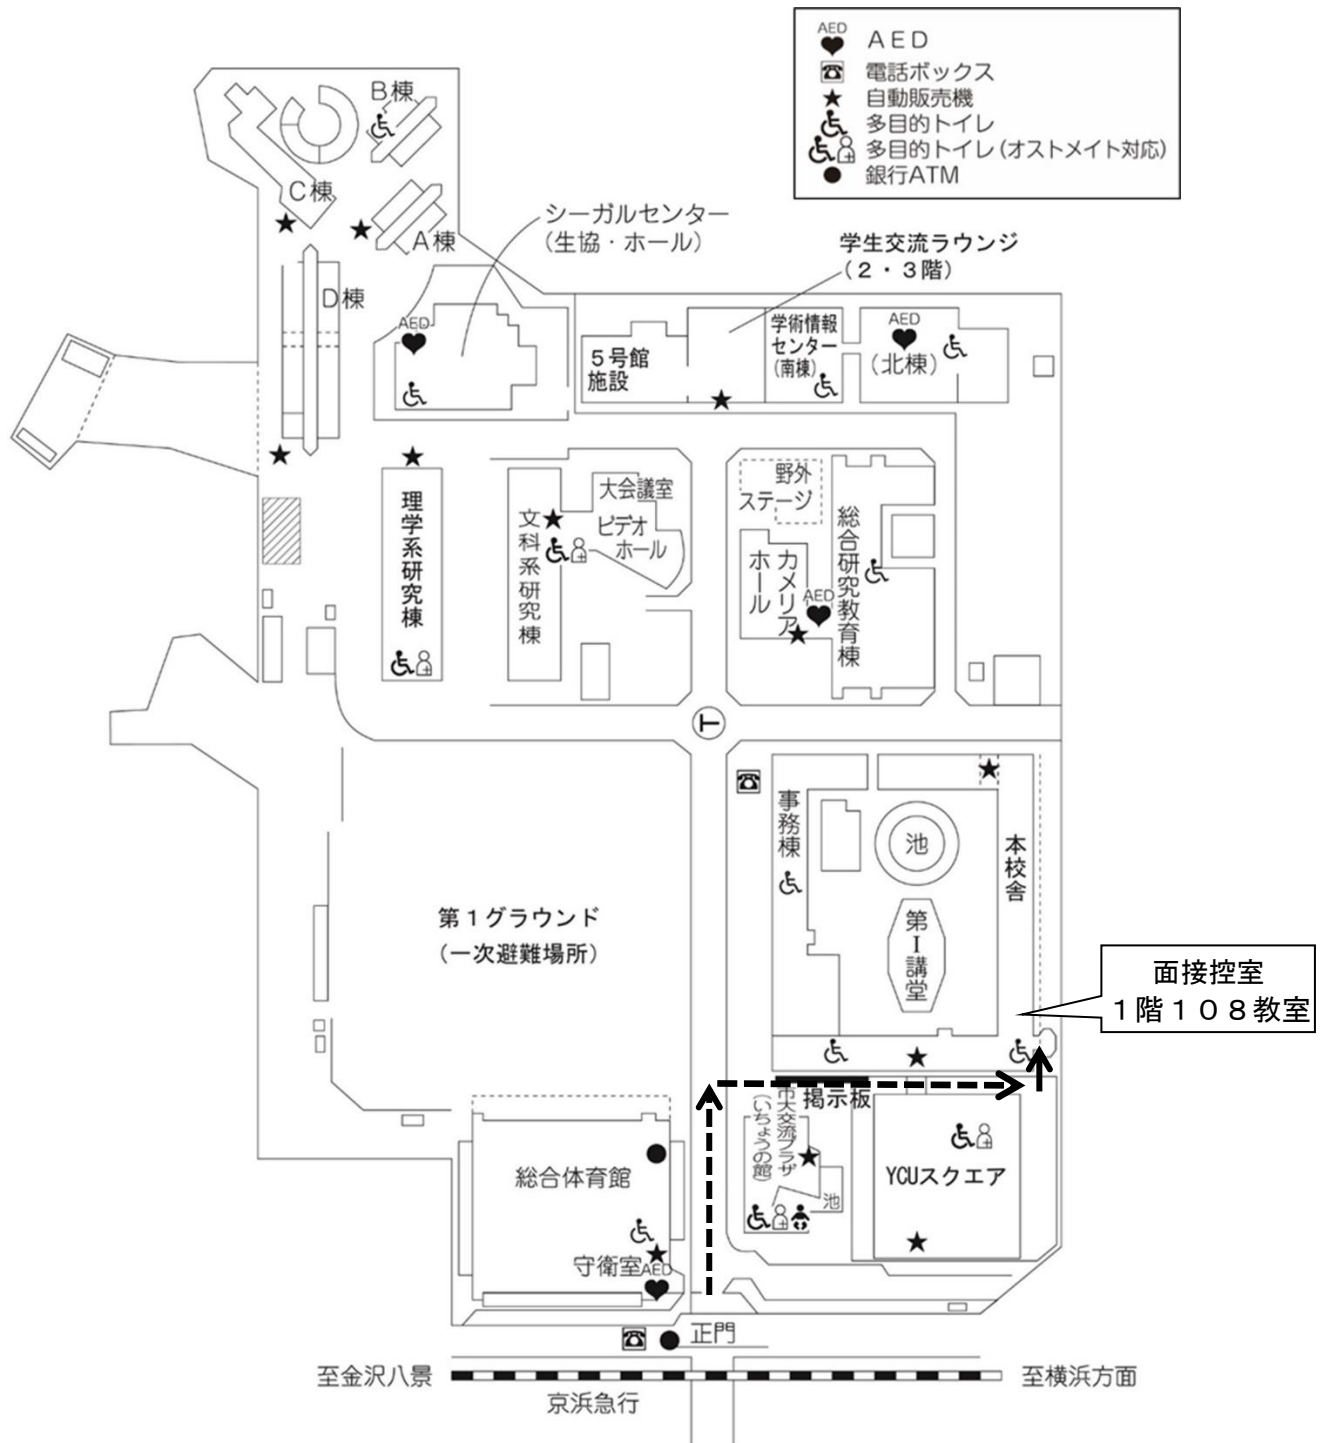 AED
ＡＥＤ
電話ボックス
自動販売機
多目的トイレ
多目的トイレ(オストメイト対応)
銀行ATM
B棟
C棟
A棟
シーガルセンター
（生協・ホール）
学生交流ラウンジ
（２・３階）
D棟
AED
５号館
施設
学術情報
センター
(南棟)
AED
（北棟）
理学系研究棟
文科系研究棟
大会議室
ビデオ
ホール
野外
ステージ
カメリア
ホール
AED
総合研究教育棟
事務棟
池
本校舎
第Ⅰ講堂
第１グラウンド
（一次避難場所）
面接控室
１階１０８教室
掲示板
市大交流プラザ
（いちょうの館）
池
YCUスクエア
総合体育館
守衛室
AED
正門
至金沢八景
至横浜方面
京浜急行